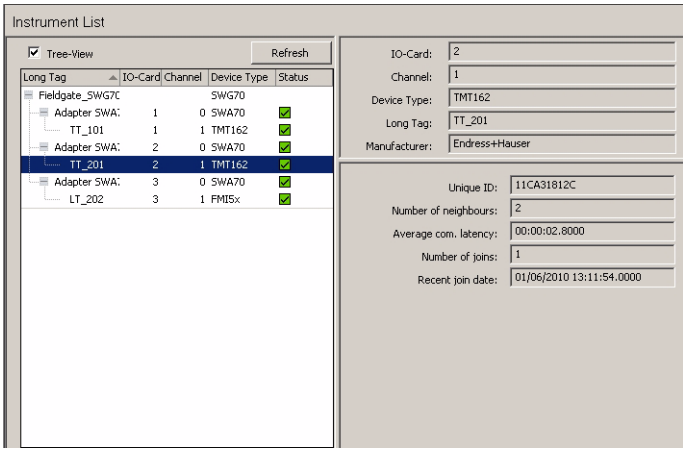 Instrument List
Tree-View Refresh
Long Tag IO-Card Channel Device Type Status
Fieldgate_SWG70 SWG70
Adapter SWA7 1 0 SWA70
TT_101 1 1 TMT162
Adapter SWA7 2 0 SWA70
TT_201 2 1 TMT162
Adapter SWA7 3 0 SWA70
LT_202 3 1 FMI5x
IO-Card: 2
Channel: 1
Device Type: TMT162
Long Tag: TT_201
Manufacturer: Endress+Hauser
Unique ID: 11CA31812C
Number of neighbours: 2
Average com. latency: 00:00:02.8000
Number of joins: 1
Recent join date: 01/06/2010 13:11:54.0000